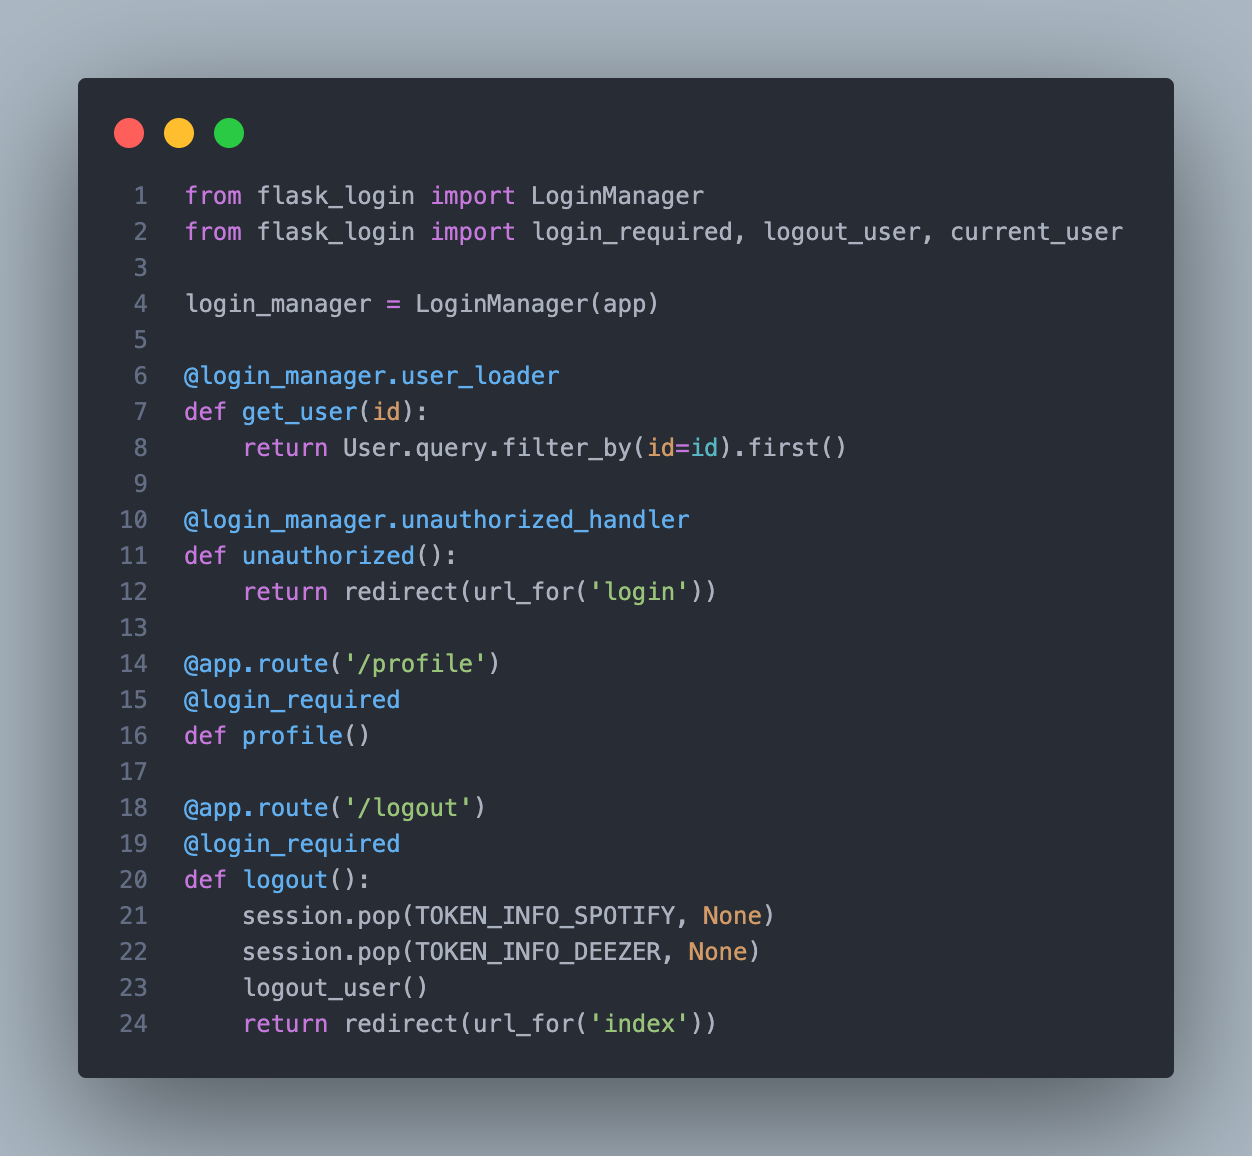 1 from flask_login import LoginManager
2 from flask_login import login_required, logout_user, current_user
3
4 login_manager = LoginManager(app)
5
6 @login_manager.user_loader
7 def get_user(id):
8     return User.query.filter_by(id=id).first()
9
10 @login_manager.unauthorized_handler
11 def unauthorized():
12     return redirect(url_for('login'))
13
14 @app.route('/profile')
15 @login_required
16 def profile()
17
18 @app.route('/logout')
19 @login_required
20 def logout():
21     session.pop(TOKEN_INFO_SPOTIFY, None)
22     session.pop(TOKEN_INFO_DEEZER, None)
23     logout_user()
24     return redirect(url_for('index'))